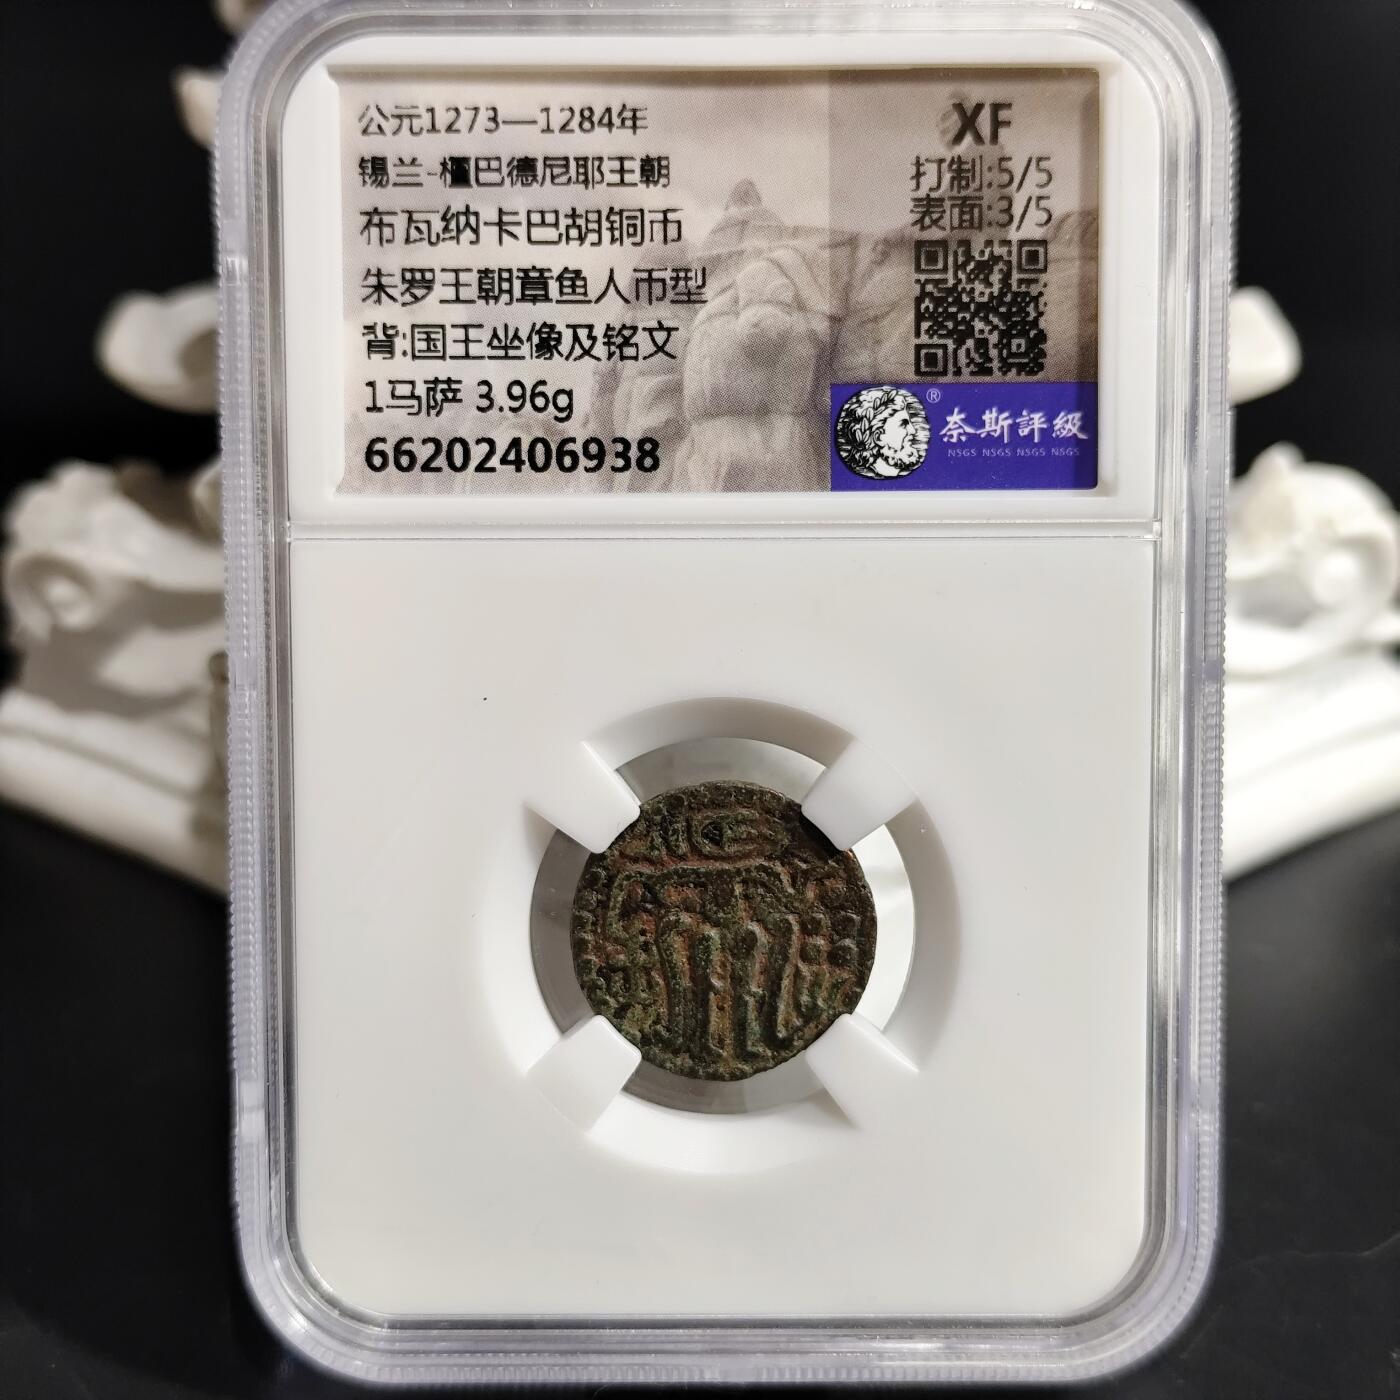 公元1273—1284年
锡兰-檀巴德尼耶王朝
布瓦纳卡巴胡铜币
朱罗王朝章鱼人币型
背:国王坐像及铭文
1马萨 3.96g
66202406938
XF
打制:5/5
表面:3/5
®
奈斯評級
NSGS NSGS NSGS NSGS